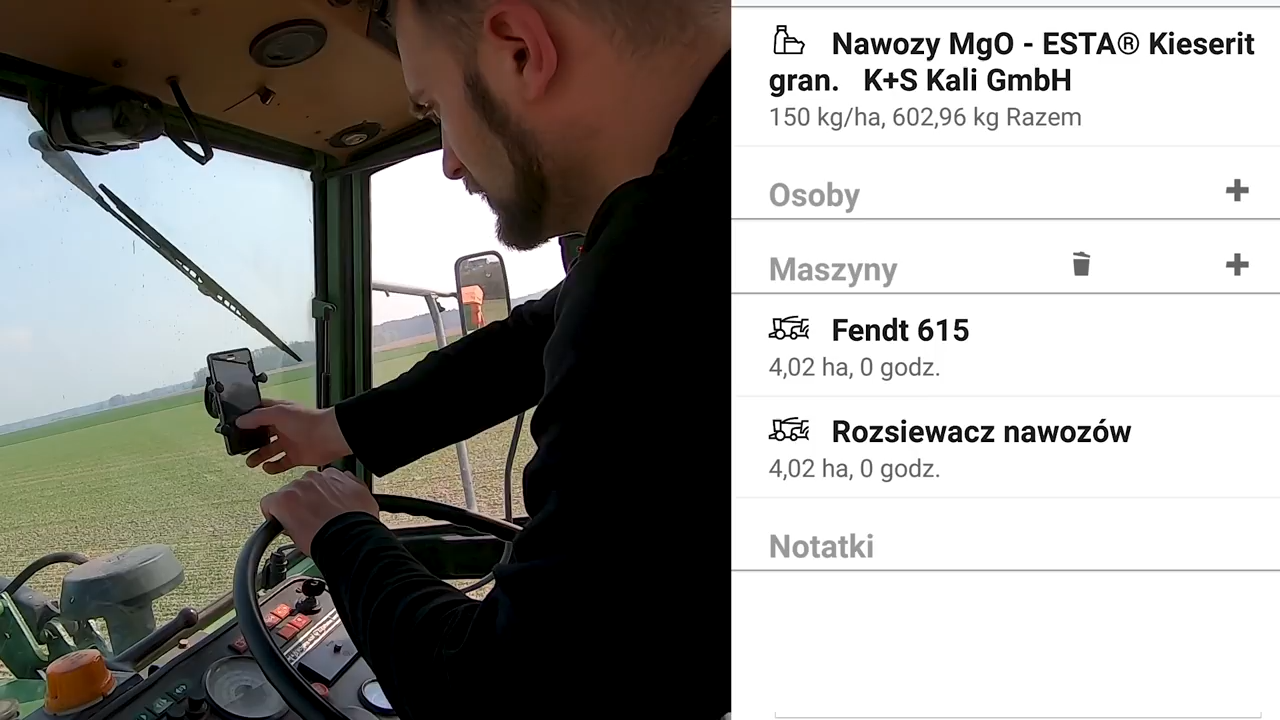 Nawozy MgO - ESTA® Kieserit
gran. K+S Kali GmbH
150 kg/ha, 602,96 kg Razem
Osoby
Maszyny
Fendt 615
4,02 ha, 0 godz.
Rozsiewacz nawozów
4,02 ha, 0 godz.
Notatki